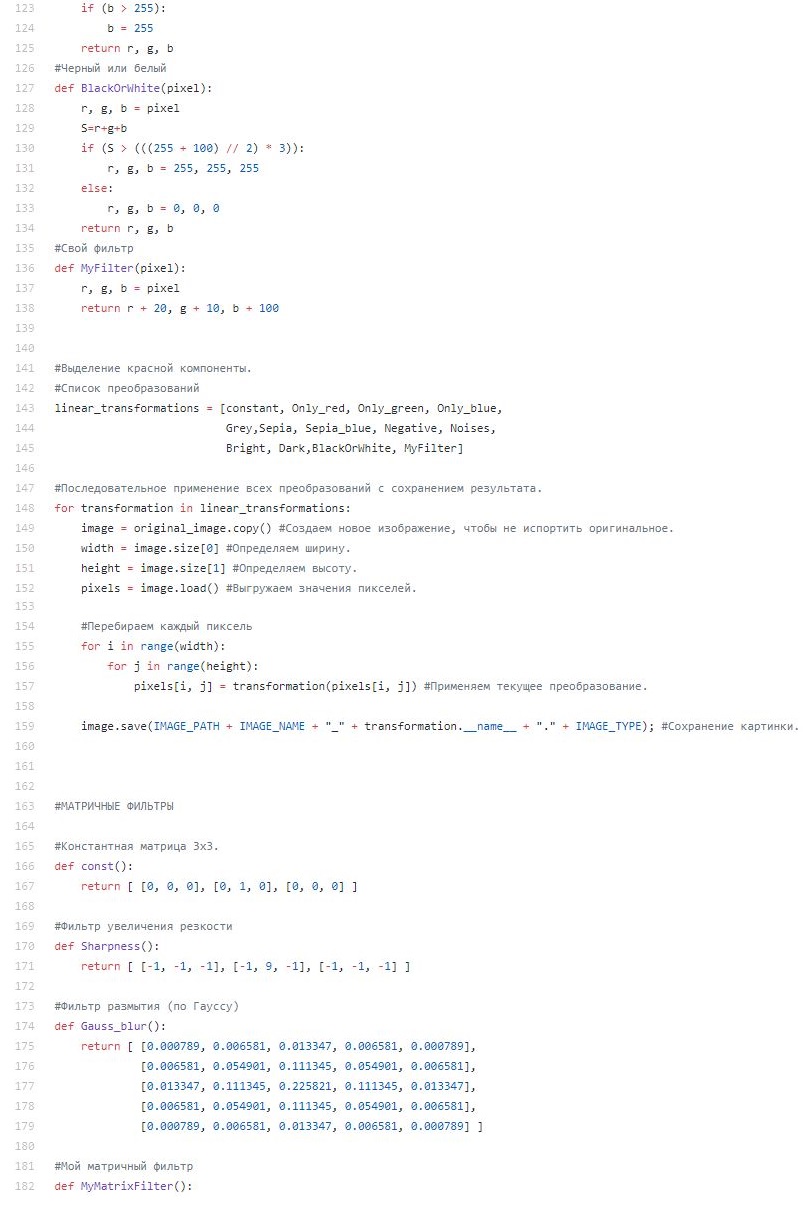 123 if (b > 255):
124 b = 255
125 return r, g, b
126 #Черный или белый
127 def BlackOrWhite(pixel):
128 r, g, b = pixel
129 S=r+g+b
130 if (S > (((255 + 100) // 2) * 3)):
131 r, g, b = 255, 255, 255
132 else:
133 r, g, b = 0, 0, 0
134 return r, g, b
135 #Свой фильтр
136 def MyFilter(pixel):
137 r, g, b = pixel
138 return r + 20, g + 10, b + 100
139
140
141 #Выделение красной компоненты.
142 #Список преобразований
143 linear_transformations = [constant, Only_red, Only_green, Only_blue,
144 Grey,Sepia, Sepia_blue, Negative, Noises,
145 Bright, Dark,BlackOrWhite, MyFilter]
146
147 #Последовательное применение всех преобразований с сохранением результата.
148 for transformation in linear_transformations:
149 image = original_image.copy() #Создаем новое изображение, чтобы не испортить оригинальное.
150 width = image.size[0] #Определяем ширину.
151 height = image.size[1] #Определяем высоту.
152 pixels = image.load() #Выгружаем значения пикселей.
153
154 #Перебираем каждый пиксель
155 for i in range(width):
156 for j in range(height):
157 pixels[i, j] = transformation(pixels[i, j]) #Применяем текущее преобразование.
158
159 image.save(IMAGE_PATH + IMAGE_NAME + "_" + transformation.__name__ + "." + IMAGE_TYPE); #Сохранение картинки.
160
161
162
163 #МАТРИЧНЫЕ ФИЛЬТРЫ
164
165 #Константная матрица 3x3.
166 def const():
167 return [ [0, 0, 0], [0, 1, 0], [0, 0, 0] ]
168
169 #Фильтр увеличения резкости
170 def Sharpness():
171 return [ [-1, -1, -1], [-1, 9, -1], [-1, -1, -1] ]
172
173 #Фильтр размытия (по Гауссу)
174 def Gauss_blur():
175 return [ [0.000789, 0.006581, 0.013347, 0.006581, 0.000789],
176 [0.006581, 0.054901, 0.111345, 0.054901, 0.006581],
177 [0.013347, 0.111345, 0.225821, 0.111345, 0.013347],
178 [0.006581, 0.054901, 0.111345, 0.054901, 0.006581],
179 [0.000789, 0.006581, 0.013347, 0.006581, 0.000789] ]
180
181 #Мой матричный фильтр
182 def MyMatrixFilter():